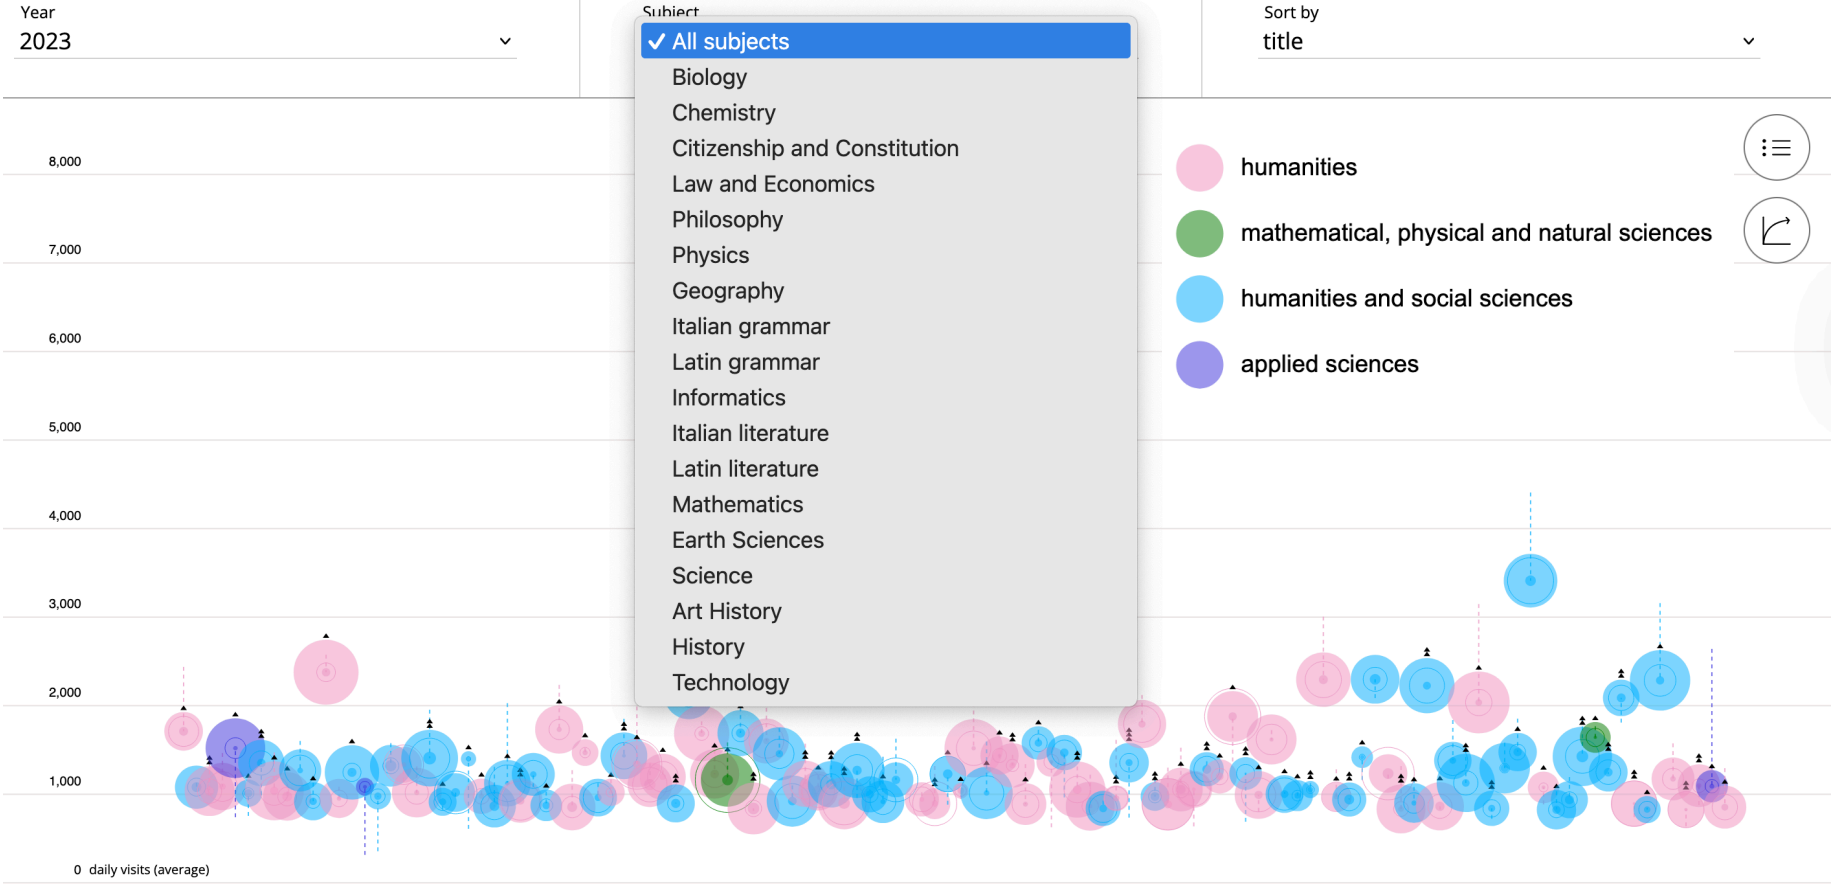 Year
2023
Subject
All subjects
Biology
Chemistry
Citizenship and Constitution
Law and Economics
Philosophy
Physics
Geography
Italian grammar
Latin grammar
Informatics
Italian literature
Latin literature
Mathematics
Earth Sciences
Science
Art History
History
Technology
Sort by
title
humanities
mathematical, physical and natural sciences
humanities and social sciences
applied sciences
8,000
7,000
6,000
5,000
4,000
3,000
2,000
1,000
0 daily visits (average)